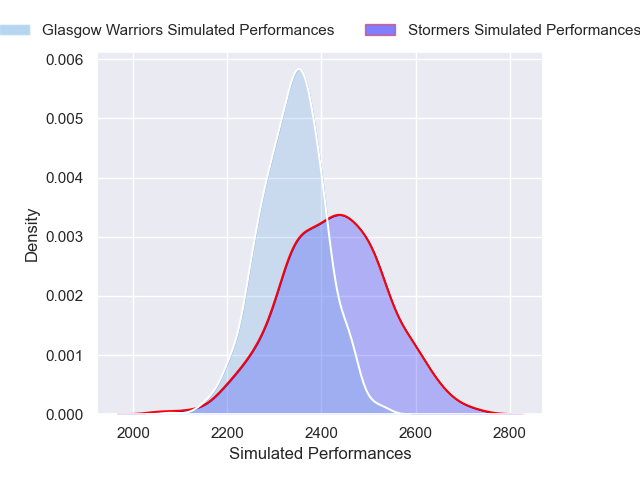 Glasgow Warriors Simulated Performances
Stormers Simulated Performances
0.006
0.005
0.004
0.003
0.002
0.001
0.000
Density
2000 2200 2400 2600 2800
Simulated Performances